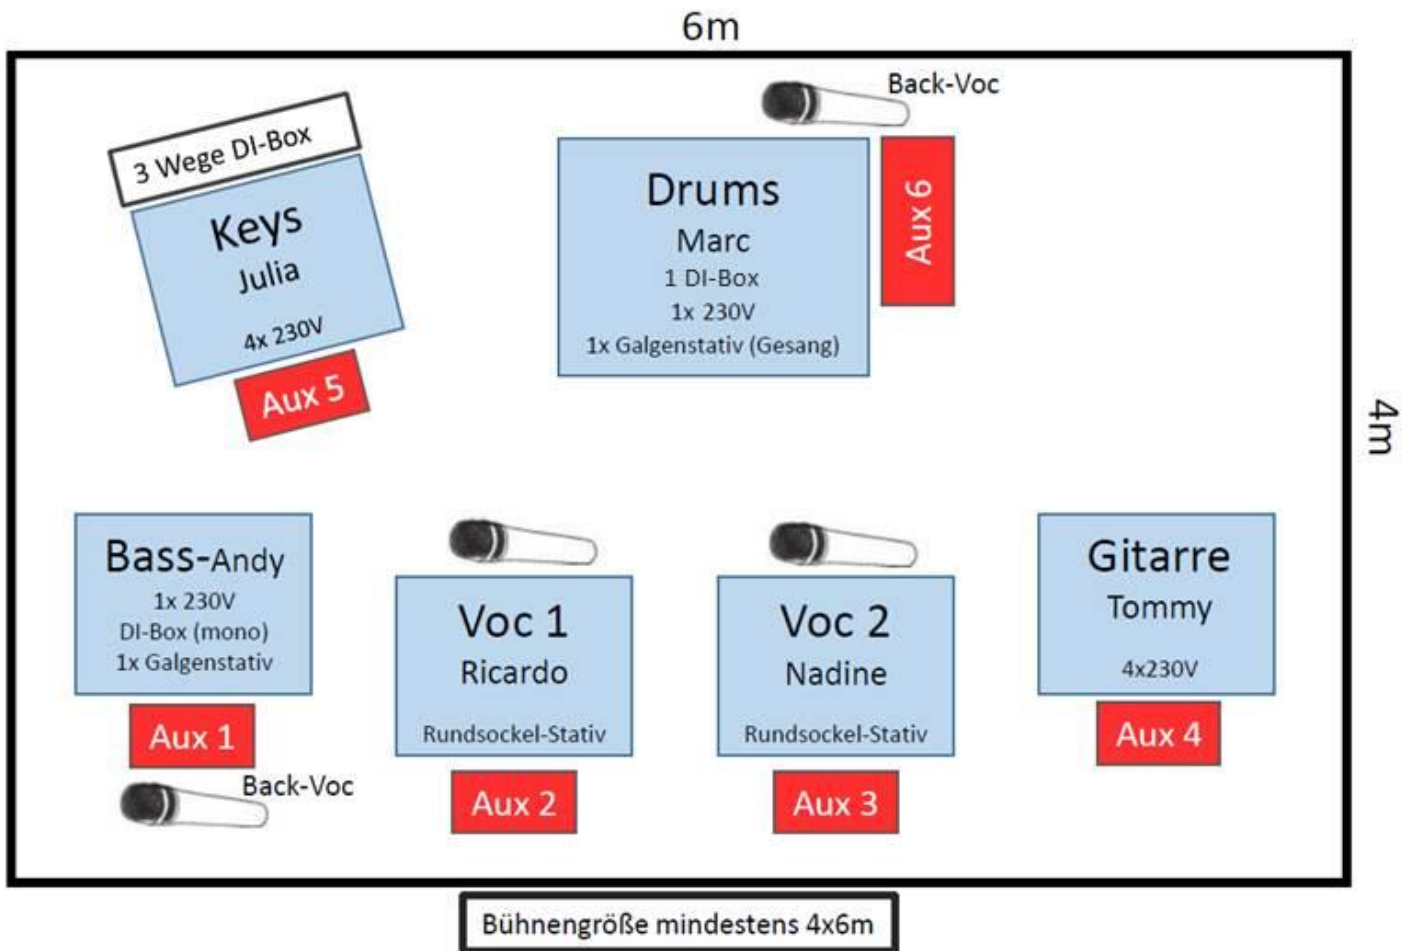 6m
Back-Voc
3 Wege DI-Box
Keys
Julia
4x 230V
Aux 5
Drums
Marc
1 DI-Box
1x 230V
1x Galgenstativ (Gesang)
Aux 6
4m
Bass-Andy
1x 230V
DI-Box (mono)
1x Galgenstativ
Aux 1
Back-Voc
Voc 1
Ricardo
Rundsockel-Stativ
Aux 2
Voc 2
Nadine
Rundsockel-Stativ
Aux 3
Gitarre
Tommy
4x230V
Aux 4
Bühnengröße mindestens 4x6m